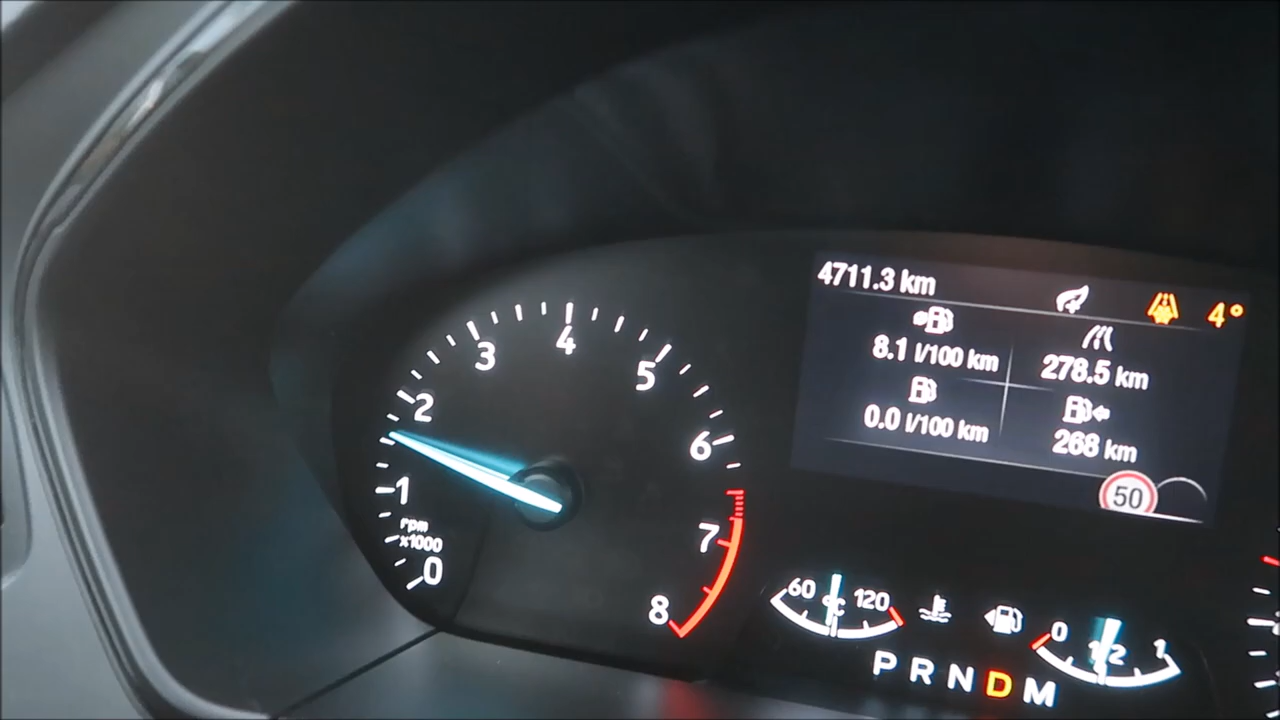 4711.3 km
4°
8.1 l/100 km
278.5 km
0.0 l/100 km
268 km
50
0
1
2
3
4
5
6
7
8
rpm
x1000
60
°C
120
0
1/2
1
P R N D M